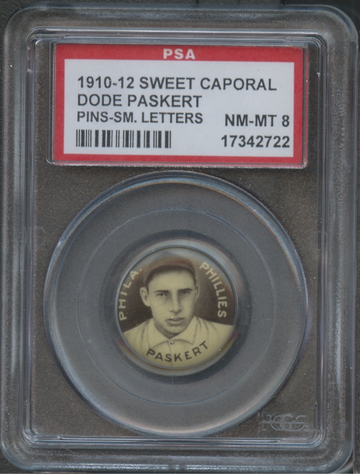 PSA
1910-12 SWEET CAPORAL
DODE PASKERT
PINS-SM. LETTERS NM-MT 8
17342722
PHILA. PHILLIES
PASKERT